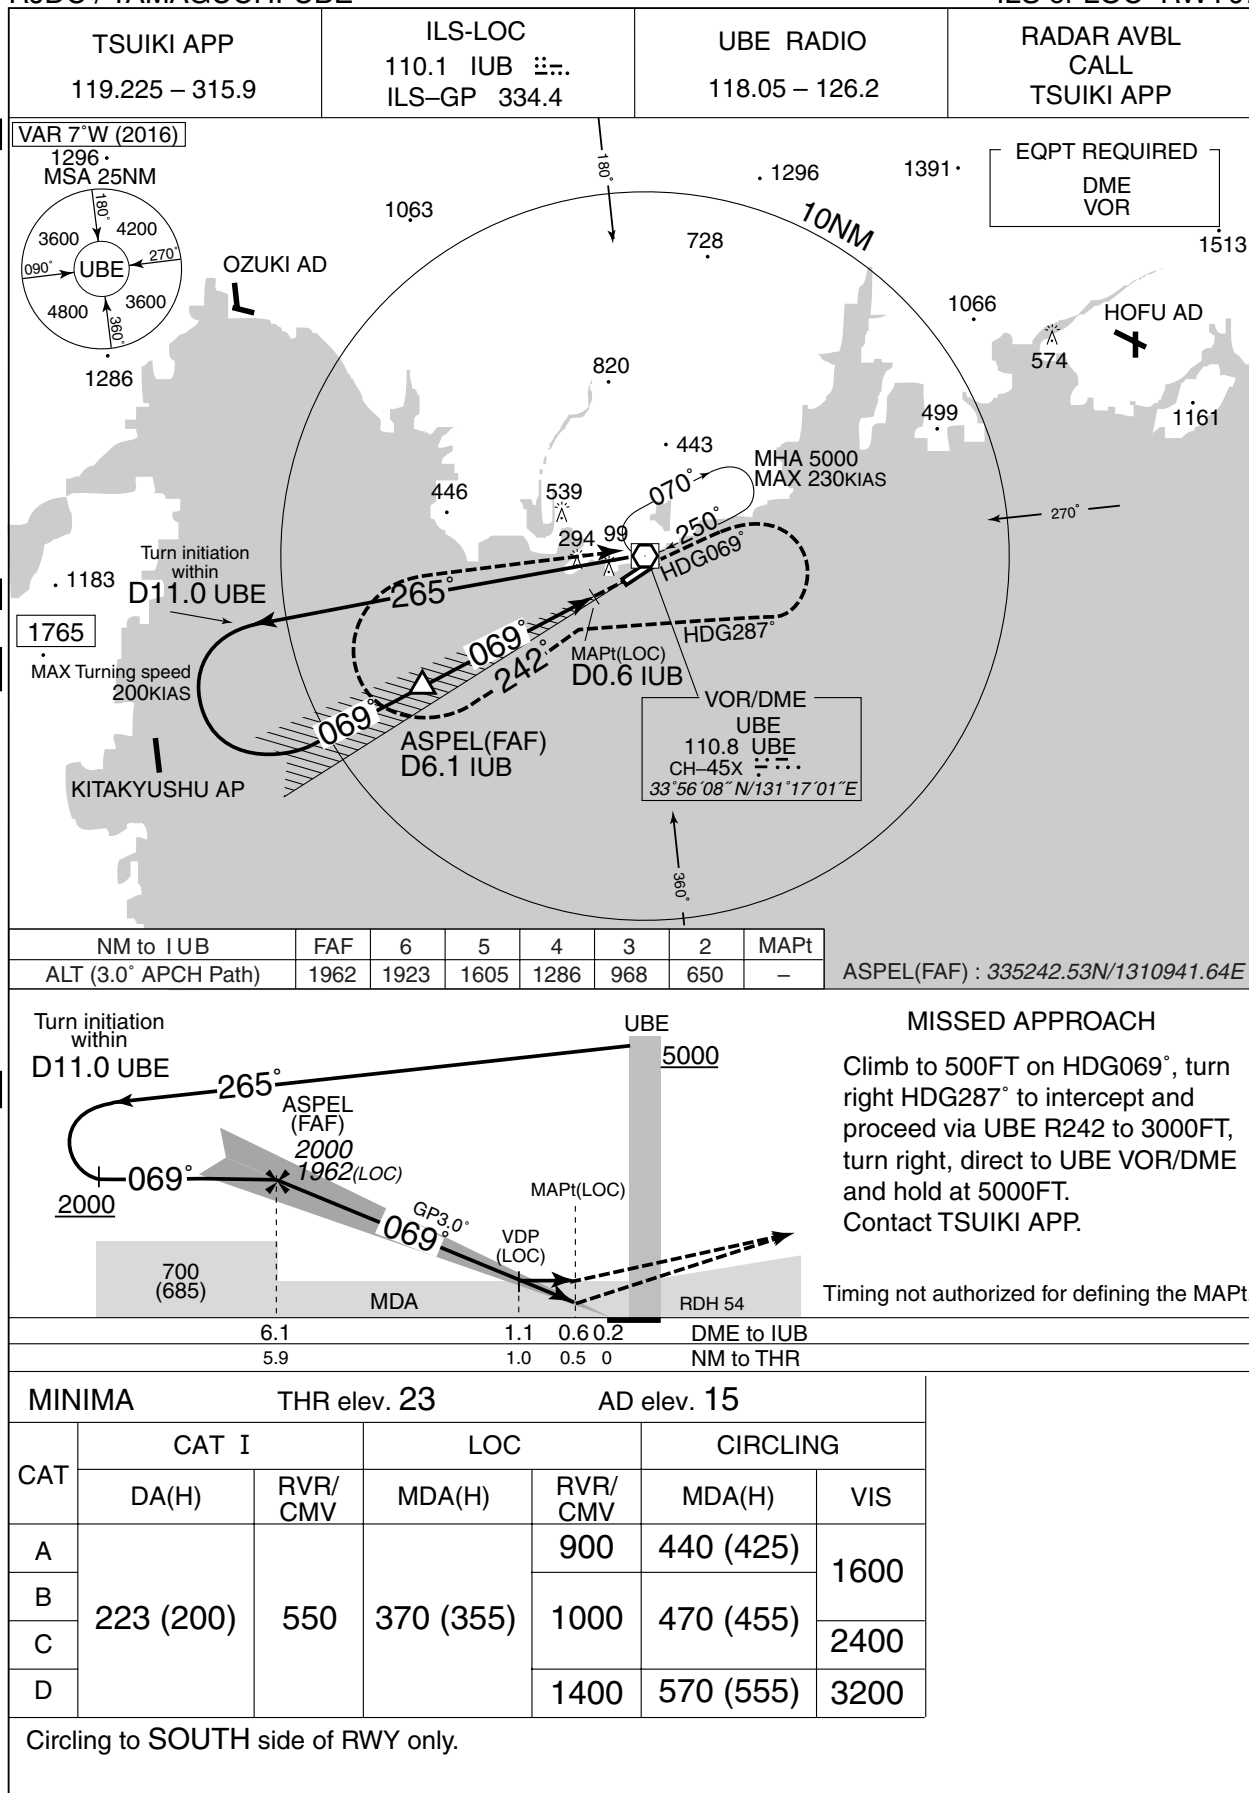 RJDC / YAMAGUCHI UBE
ILS or LOC RWY 07
TSUIKI APP
119.225 – 315.9
ILS-LOC
110.1 IUB
ILS–GP 334.4
UBE RADIO
118.05 – 126.2
RADAR AVBL
CALL
TSUIKI APP
VAR 7˚W (2016)
1296
MSA 25NM
180˚
3600
4200
090˚
UBE
270˚
4800
3600
360˚
1286
OZUKI AD
1063
180˚
1296
1391
EQPT REQUIRED
DME
VOR
10NM
728
1513
1066
HOFU AD
574
820
499
1161
443
MHA 5000
MAX 230KIAS
070˚
446
539
250˚
294
99
HDG069˚
270˚
Turn initiation
within
D11.0 UBE
1183
265˚
1765
MAX Turning speed
200KIAS
069˚
242˚
HDG287˚
MAPt(LOC)
D0.6 IUB
069˚
ASPEL(FAF)
D6.1 IUB
VOR/DME
UBE
110.8 UBE
CH–45X
33˚56´08˝N/131˚17´01˝E
KITAKYUSHU AP
360˚
NM to IUB FAF 6 5 4 3 2 MAPt
ALT (3.0˚ APCH Path) 1962 1923 1605 1286 968 650 –
ASPEL(FAF) : 335242.53N/1310941.64E
Turn initiation
within
D11.0 UBE
UBE
5000
265˚
ASPEL
(FAF)
2000
1962(LOC)
069˚
2000
GP3.0˚
069˚
MAPt(LOC)
VDP
(LOC)
700
(685)
MDA
RDH 54
6.1 1.1 0.6 0.2 DME to IUB
5.9 1.0 0.5 0 NM to THR
MISSED APPROACH
Climb to 500FT on HDG069˚, turn
right HDG287˚ to intercept and
proceed via UBE R242 to 3000FT,
turn right, direct to UBE VOR/DME
and hold at 5000FT.
Contact TSUIKI APP.
Timing not authorized for defining the MAPt.
MINIMA THR elev. 23 AD elev. 15
CAT CAT I LOC CIRCLING
DA(H) RVR/CMV MDA(H) RVR/CMV MDA(H) VIS
A 900 440 (425)
1600
B
223 (200) 550 370 (355) 1000 470 (455)
C 2400
D 1400 570 (555) 3200
Circling to SOUTH side of RWY only.